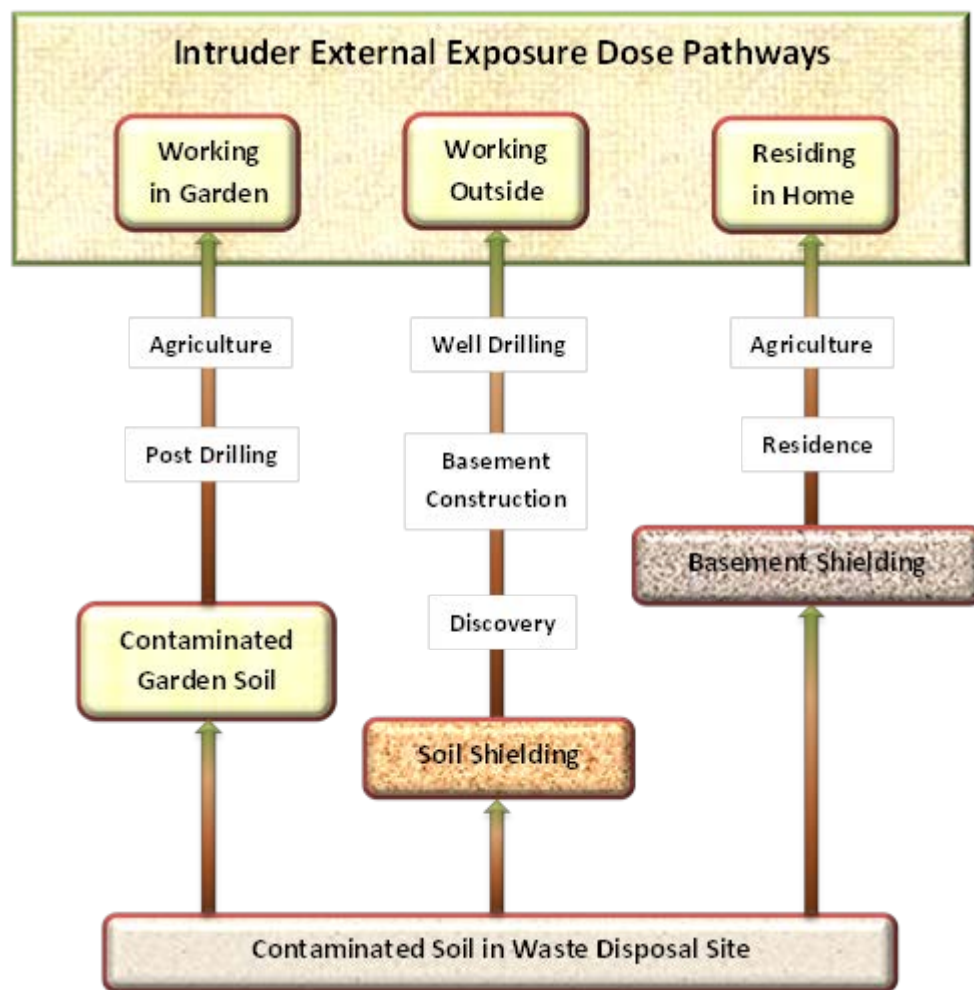 Intruder External Exposure Dose Pathways
Working
in Garden
Working
Outside
Residing
in Home
Agriculture
Well Drilling
Agriculture
Post Drilling
Basement
Construction
Residence
Basement Shielding
Discovery
Contaminated
Garden Soil
Soil Shielding
Contaminated Soil in Waste Disposal Site